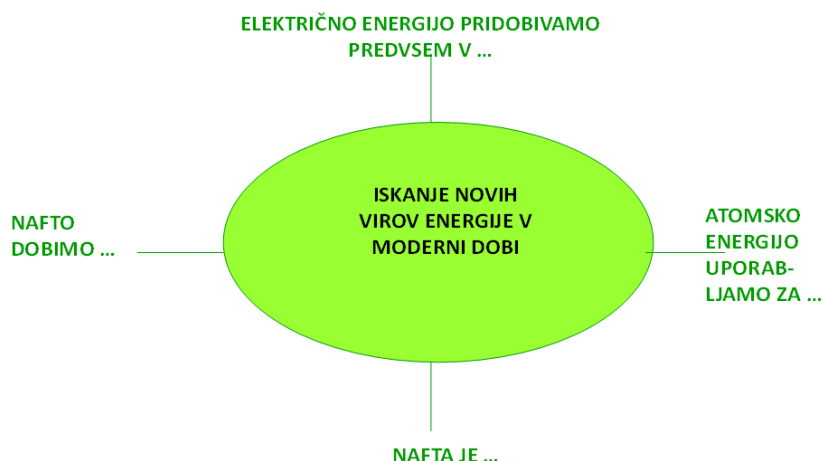 ELEKTRIČNO ENERGIJO PRIDOBIVAMO
PREDVSEM V ...
ISKANJE NOVIH
VIROV ENERGIJE V
MODERNI DOBI
NAFTO
DOBIMO ...
ATOMSKO
ENERGIJO
UPORAB-
LJAMO ZA ...
NAFTA JE ...